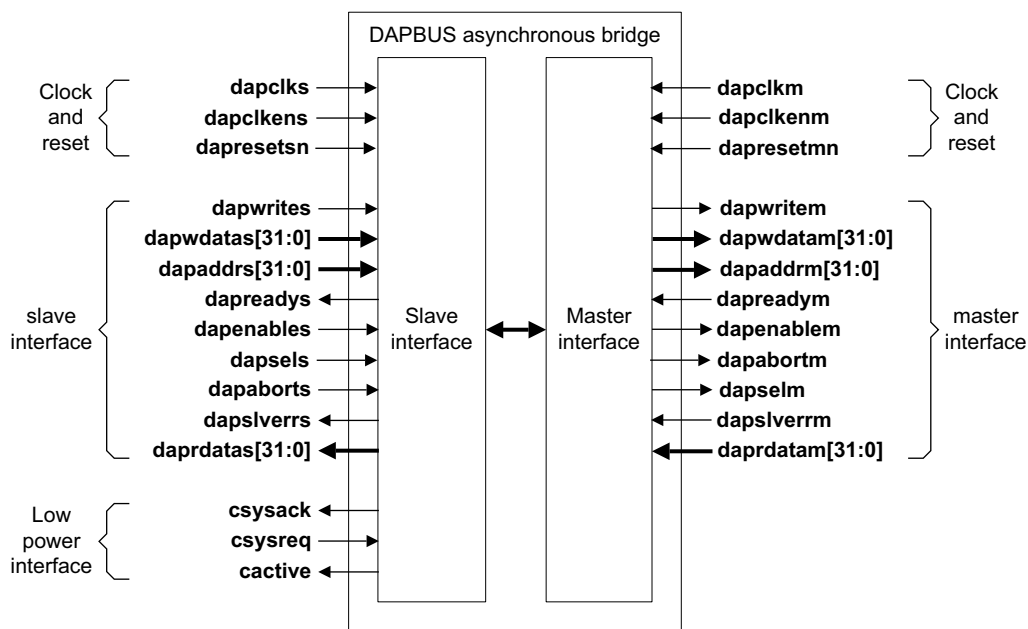 DAPBUS asynchronous bridge
Clock
and
reset
dapclks
dapclkens
dapresetsn
slave
interface
dapwrites
dapwdatas[31:0]
dapaddrs[31:0]
dapreadys
dapenables
dapsels
dapaborts
dapslverrs
daprdatas[31:0]
Low
power
interface
csysack
csysreq
cactive
Slave
interface
Master
interface
dapclkm
dapclkenm
dapresetmn
Clock
and
reset
dapwritem
dapwdatam[31:0]
dapaddrm[31:0]
dapreadym
dapenablem
dapabortm
dapselm
dapslverrm
daprdatam[31:0]
master
interface